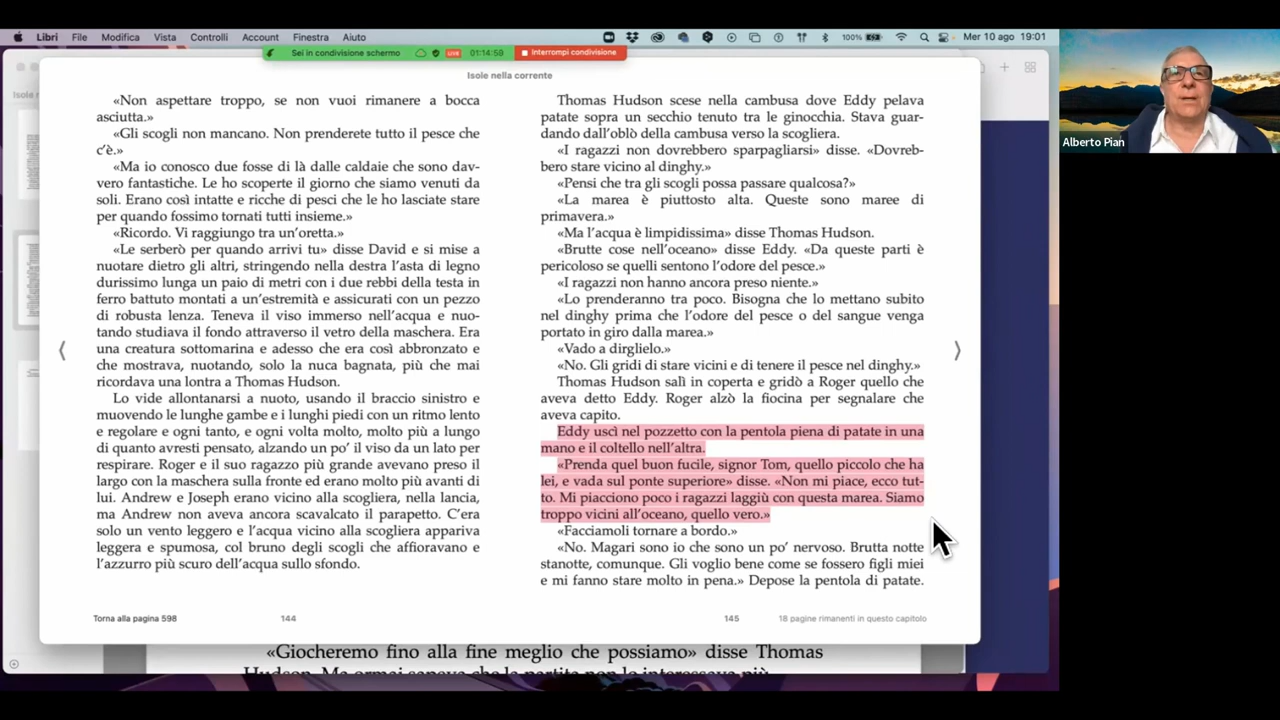 Libri File Modifica Vista Controlli Account Finestra Aiuto
100% Mer 10 ago 19:01
Sei in condivisione schermo LIVE 01:14:59 Interrompi condivisione
Isole nella corrente
«Non aspettare troppo, se non vuoi rimanere a bocca
asciutta.»
«Gli scogli non mancano. Non prenderete tutto il pesce che
c'è.»
«Ma io conosco due fosse di là dalle caldaie che sono dav-
vero fantastiche. Le ho scoperte il giorno che siamo venuti da
soli. Erano così intatte e ricche di pesci che le ho lasciate stare
per quando fossimo tornati tutti insieme.»
«Ricordo. Vi raggiungo tra un'oretta.»
«Le serberò per quando arrivi tu» disse David e si mise a
nuotare dietro gli altri, stringendo nella destra l'asta di legno
durissimo lunga un paio di metri con i due rebbi della testa in
ferro battuto montati a un'estremità e assicurati con un pezzo
di robusta lenza. Teneva il viso immerso nell'acqua e nuo-
tando studiava il fondo attraverso il vetro della maschera. Era
una creatura sottomarina e adesso che era così abbronzato e
che mostrava, nuotando, solo la nuca bagnata, più che mai
ricordava una lontra a Thomas Hudson.
Lo vide allontanarsi a nuoto, usando il braccio sinistro e
muovendo le lunghe gambe e i lunghi piedi con un ritmo lento
e regolare e ogni tanto, e ogni volta molto, molto più a lungo
di quanto avresti pensato, alzando un po' il viso da un lato per
respirare. Roger e il suo ragazzo più grande avevano preso il
largo con la maschera sulla fronte ed erano molto più avanti di
lui. Andrew e Joseph erano vicino alla scogliera, nella lancia,
ma Andrew non aveva ancora scavalcato il parapetto. C'era
solo un vento leggero e l'acqua vicino alla scogliera appariva
leggera e spumosa, col bruno degli scogli che affioravano e
l'azzurro più scuro dell'acqua sullo sfondo.
Torna alla pagina 598 144
Thomas Hudson scese nella cambusa dove Eddy pelava
patate sopra un secchio tenuto tra le ginocchia. Stava guar-
dando dall'oblò della cambusa verso la scogliera.
«I ragazzi non dovrebbero sparpagliarsi» disse. «Dovreb-
bero stare vicino al dinghy.»
«Pensi che tra gli scogli possa passare qualcosa?»
«La marea è piuttosto alta. Queste sono maree di
primavera.»
«Ma l'acqua è limpidissima» disse Thomas Hudson.
«Brutte cose nell'oceano» disse Eddy. «Da queste parti è
pericoloso se quelli sentono l'odore del pesce.»
«I ragazzi non hanno ancora preso niente.»
«Lo prenderanno tra poco. Bisogna che lo mettano subito
nel dinghy prima che l'odore del pesce o del sangue venga
portato in giro dalla marea.»
«Vado a dirglielo.»
«No. Gli gridi di stare vicini e di tenere il pesce nel dinghy.»
Thomas Hudson salì in coperta e gridò a Roger quello che
aveva detto Eddy. Roger alzò la fiocina per segnalare che
aveva capito.
Eddy uscì nel pozzetto con la pentola piena di patate in una
mano e il coltello nell'altra.
«Prenda quel buon fucile, signor Tom, quello piccolo che ha
lei, e vada sul ponte superiore» disse. «Non mi piace, ecco tut-
to. Mi piacciono poco i ragazzi laggiù con questa marea. Siamo
troppo vicini all'oceano, quello vero.»
«Facciamoli tornare a bordo.»
«No. Magari sono io che sono un po' nervoso. Brutta notte
stanotte, comunque. Gli voglio bene come se fossero figli miei
e mi fanno stare molto in pena.» Depose la pentola di patate.
145 18 pagine rimanenti in questo capitolo
«Giocheremo fino alla fine meglio che possiamo» disse Thomas
Alberto Pian